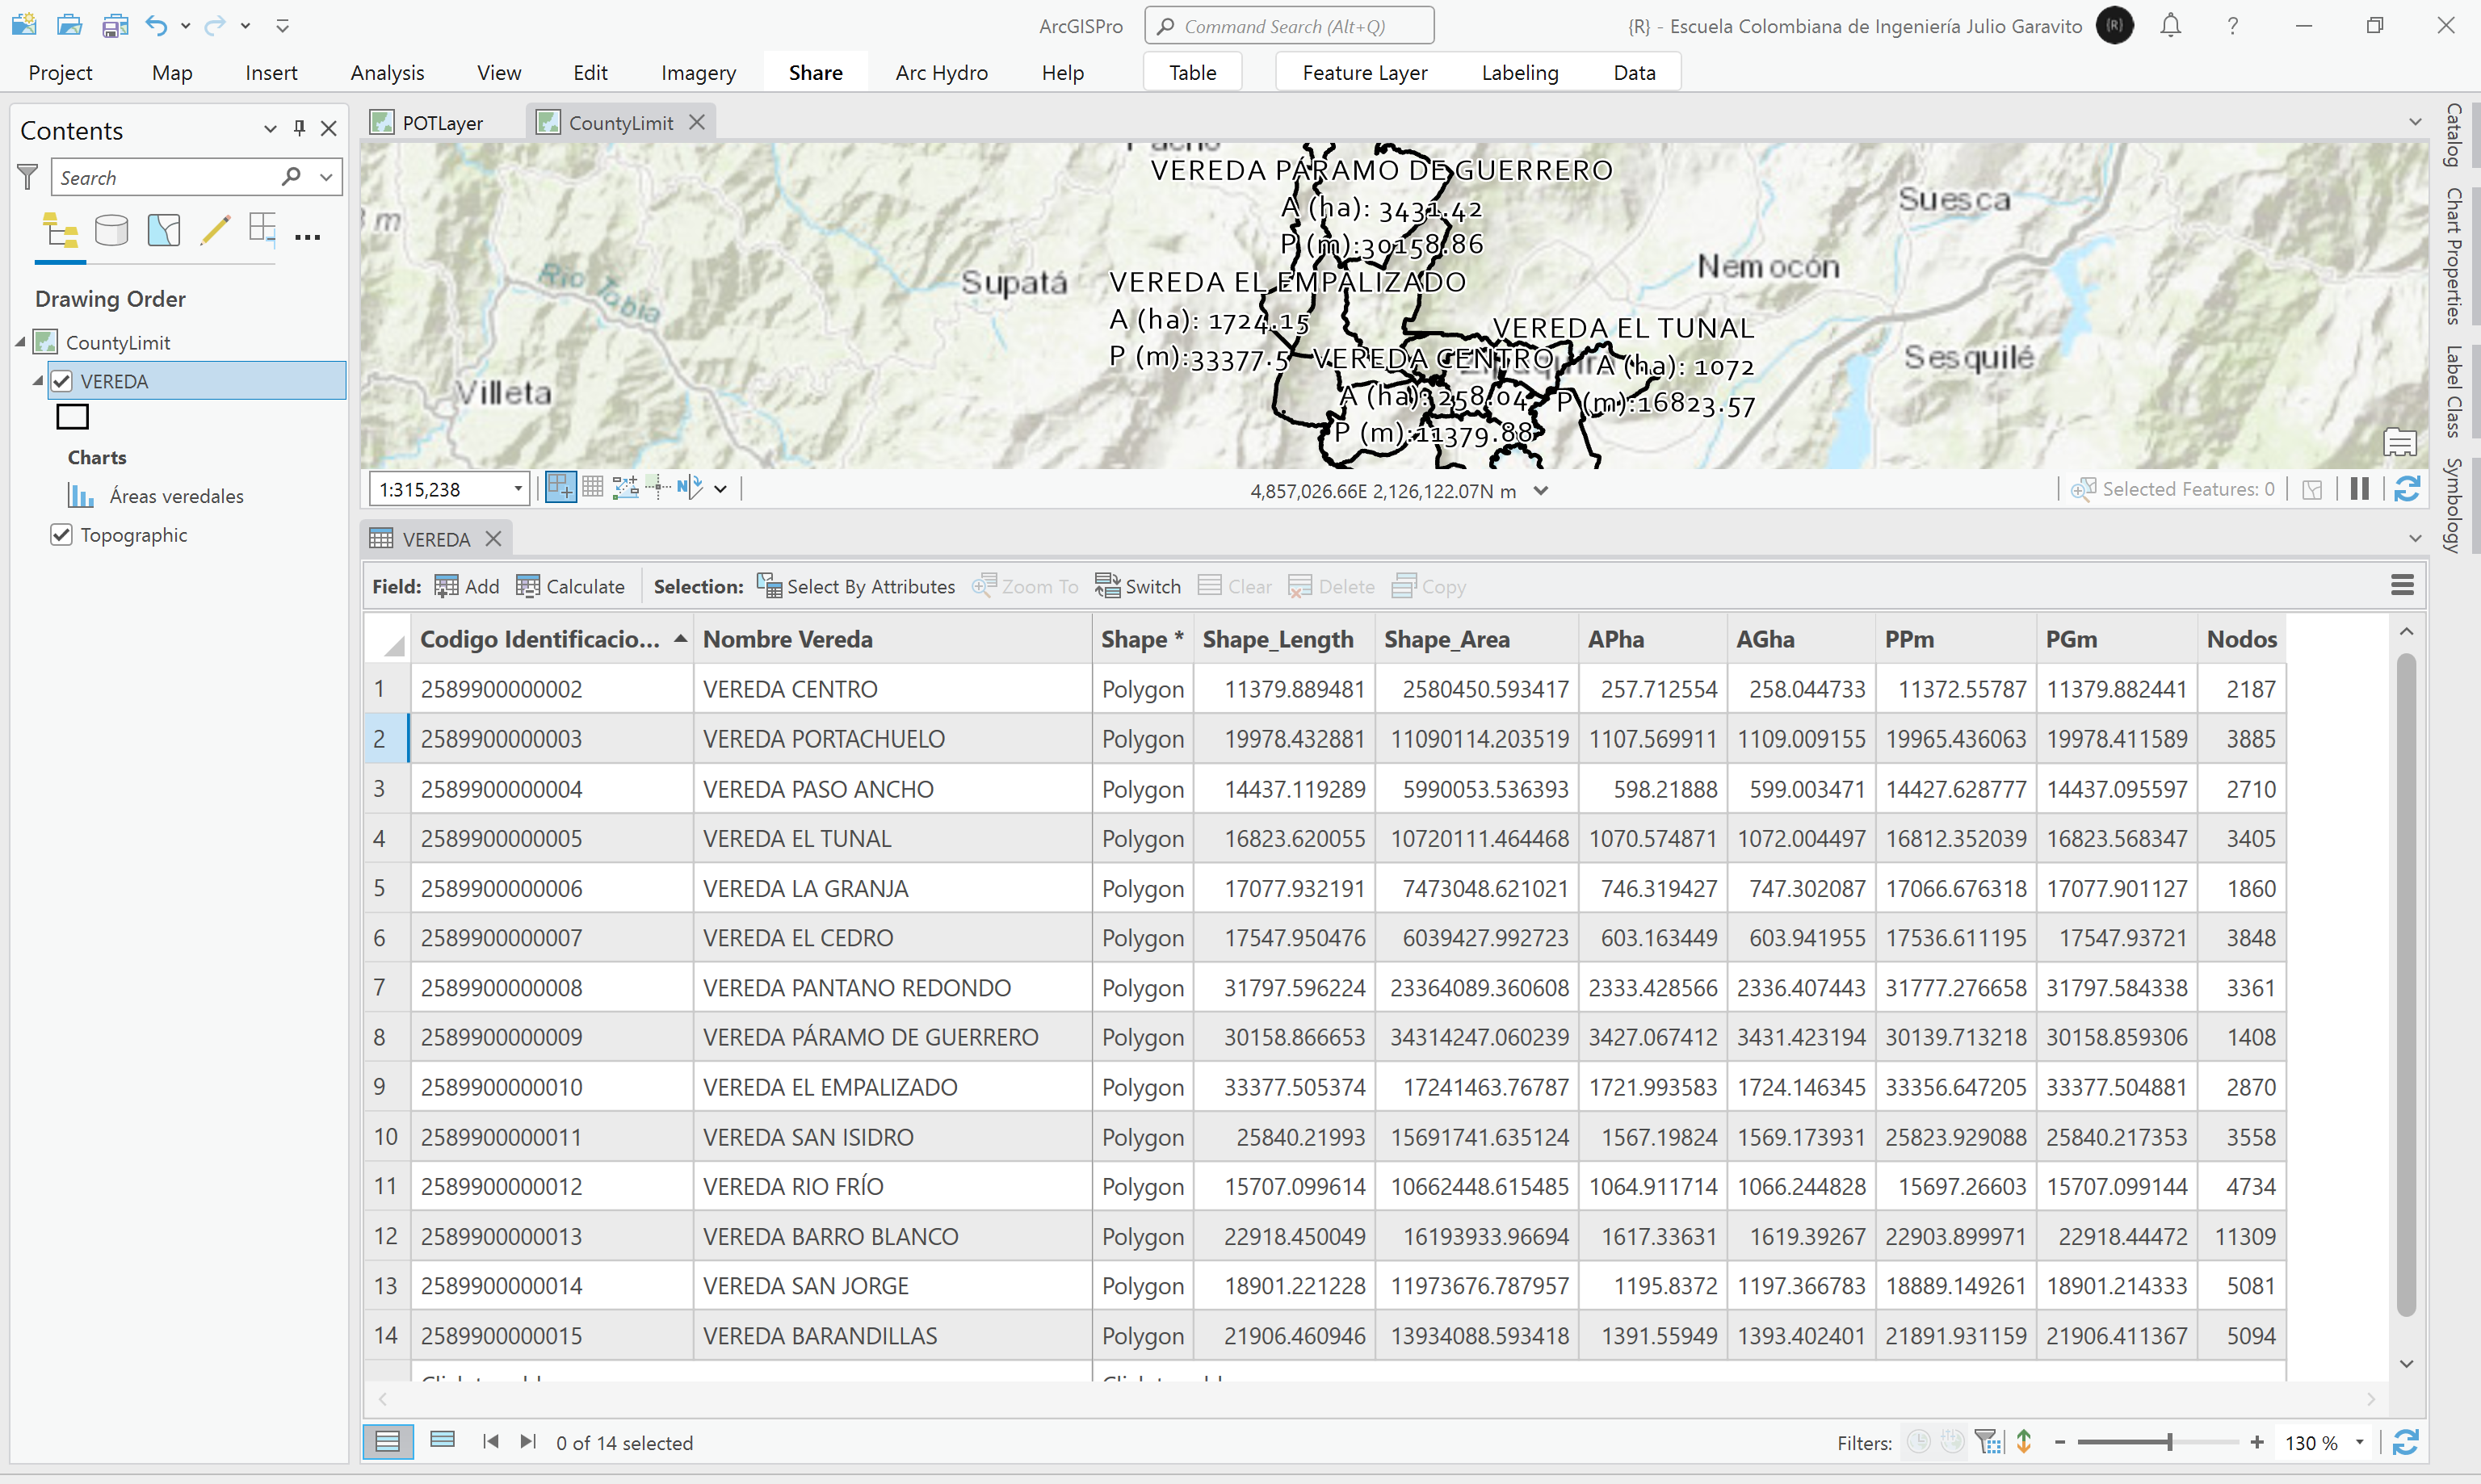 ArcGISPro
Command Search (Alt+Q)
{R} - Escuela Colombiana de Ingeniería Julio Garavito
{R}
Project Map Insert Analysis View Edit Imagery Share Arc Hydro Help Table Feature Layer Labeling Data
Contents
Search
Drawing Order
CountyLimit
VEREDA
Charts
Áreas veredales
Topographic
POTLayer
CountyLimit
VEREDA PÁRAMO DE GUERRERO
A (ha): 3431.42
P (m):30158.86
VEREDA EL EMPALIZADO
A (ha): 1724.15
P (m):33377.5
VEREDA EL TUNAL
A (ha): 1072
P (m):16823.57
VEREDA CENTRO
A (ha): 258.04
P (m):11379.88
Rio Tobia
Supatá
Villeta
Suesca
Nemocón
Sesquilé
1:315,238
4,857,026.66E 2,126,122.07N m
Selected Features: 0
Catalog
Chart Properties
Label Class
Symbology
VEREDA
Field: Add Calculate Selection: Select By Attributes Zoom To Switch Clear Delete Copy
Codigo Identificacio... Nombre Vereda Shape * Shape_Length Shape_Area APha AGha PPm PGm Nodos
1 2589900000002 VEREDA CENTRO Polygon 11379.889481 2580450.593417 257.712554 258.044733 11372.55787 11379.882441 2187
2 2589900000003 VEREDA PORTACHUELO Polygon 19978.432881 11090114.203519 1107.569911 1109.009155 19965.436063 19978.411589 3885
3 2589900000004 VEREDA PASO ANCHO Polygon 14437.119289 5990053.536393 598.21888 599.003471 14427.628777 14437.095597 2710
4 2589900000005 VEREDA EL TUNAL Polygon 16823.620055 10720111.464468 1070.574871 1072.004497 16812.352039 16823.568347 3405
5 2589900000006 VEREDA LA GRANJA Polygon 17077.932191 7473048.621021 746.319427 747.302087 17066.676318 17077.901127 1860
6 2589900000007 VEREDA EL CEDRO Polygon 17547.950476 6039427.992723 603.163449 603.941955 17536.611195 17547.93721 3848
7 2589900000008 VEREDA PANTANO REDONDO Polygon 31797.596224 23364089.360608 2333.428566 2336.407443 31777.276658 31797.584338 3361
8 2589900000009 VEREDA PÁRAMO DE GUERRERO Polygon 30158.866653 34314247.060239 3427.067412 3431.423194 30139.713218 30158.859306 1408
9 2589900000010 VEREDA EL EMPALIZADO Polygon 33377.505374 17241463.76787 1721.993583 1724.146345 33356.647205 33377.504881 2870
10 2589900000011 VEREDA SAN ISIDRO Polygon 25840.21993 15691741.635124 1567.19824 1569.173931 25823.929088 25840.217353 3558
11 2589900000012 VEREDA RIO FRÍO Polygon 15707.099614 10662448.615485 1064.911714 1066.244828 15697.26603 15707.099144 4734
12 2589900000013 VEREDA BARRO BLANCO Polygon 22918.450049 16193933.96694 1617.33631 1619.39267 22903.899971 22918.44472 11309
13 2589900000014 VEREDA SAN JORGE Polygon 18901.221228 11973676.787957 1195.8372 1197.366783 18889.149261 18901.214333 5081
14 2589900000015 VEREDA BARANDILLAS Polygon 21906.460946 13934088.593418 1391.55949 1393.402401 21891.931159 21906.411367 5094
0 of 14 selected
Filters:
130 %